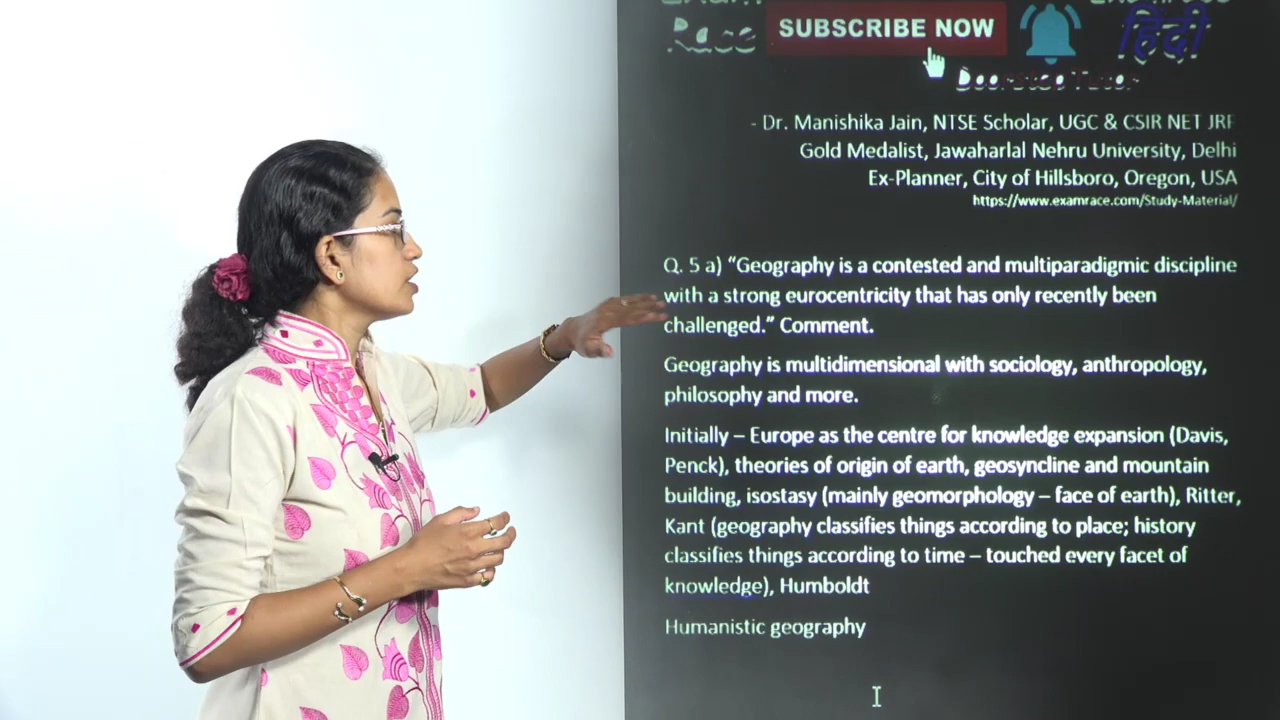 Exam Examrace
Race SUBSCRIBE NOW हिंदी
Doorstep Tutor
- Dr. Manishika Jain, NTSE Scholar, UGC & CSIR NET JRF
Gold Medalist, Jawaharlal Nehru University, Delhi
Ex-Planner, City of Hillsboro, Oregon, USA
https://www.examrace.com/Study-Material/
Q. 5 a) “Geography is a contested and multiparadigmic discipline
with a strong eurocentricity that has only recently been
challenged.” Comment.
Geography is multidimensional with sociology, anthropology,
philosophy and more.
Initially – Europe as the centre for knowledge expansion (Davis,
Penck), theories of origin of earth, geosyncline and mountain
building, isostasy (mainly geomorphology – face of earth), Ritter,
Kant (geography classifies things according to place; history
classifies things according to time – touched every facet of
knowledge), Humboldt
Humanistic geography